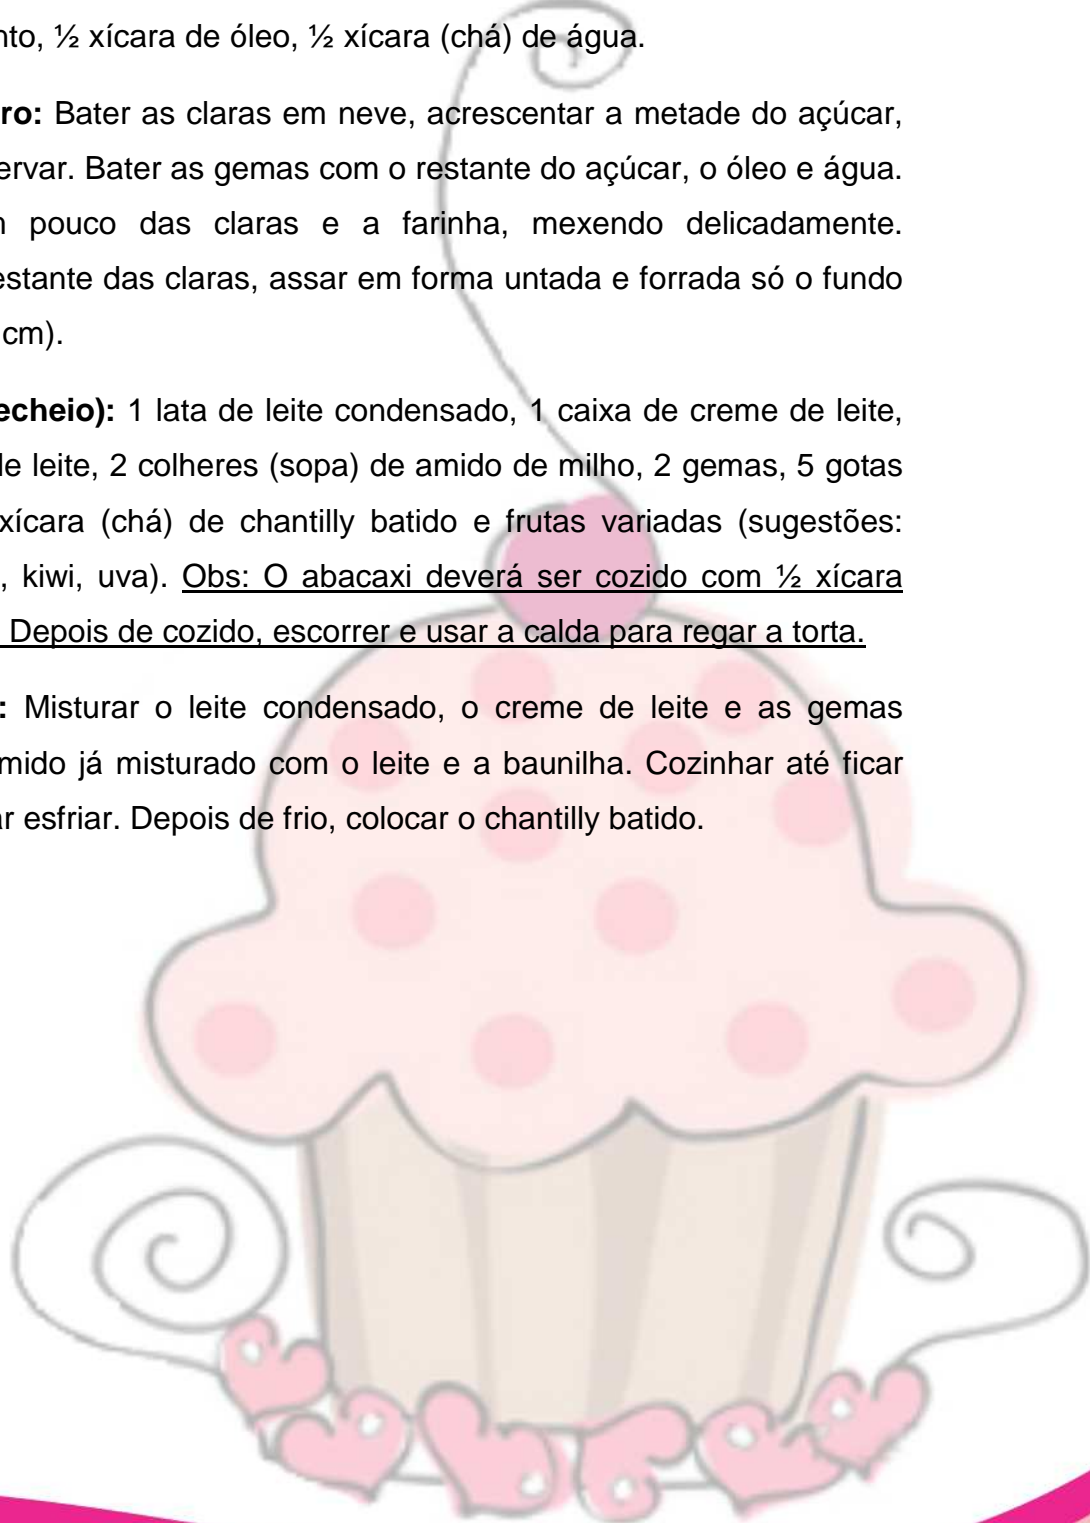 nto, ½ xícara de óleo, ½ xícara (chá) de água.
ro: Bater as claras em neve, acrescentar a metade do açúcar,
ervar. Bater as gemas com o restante do açúcar, o óleo e água.
pouco das claras e a farinha, mexendo delicadamente.
estante das claras, assar em forma untada e forrada só o fundo
cm).
echeio): 1 lata de leite condensado, 1 caixa de creme de leite,
de leite, 2 colheres (sopa) de amido de milho, 2 gemas, 5 gotas
xícara (chá) de chantilly batido e frutas variadas (sugestões:
, kiwi, uva). Obs: O abacaxi deverá ser cozido com ½ xícara
Depois de cozido, escorrer e usar a calda para regar a torta.
: Misturar o leite condensado, o creme de leite e as gemas
mido já misturado com o leite e a baunilha. Cozinhar até ficar
ar esfriar. Depois de frio, colocar o chantilly batido.